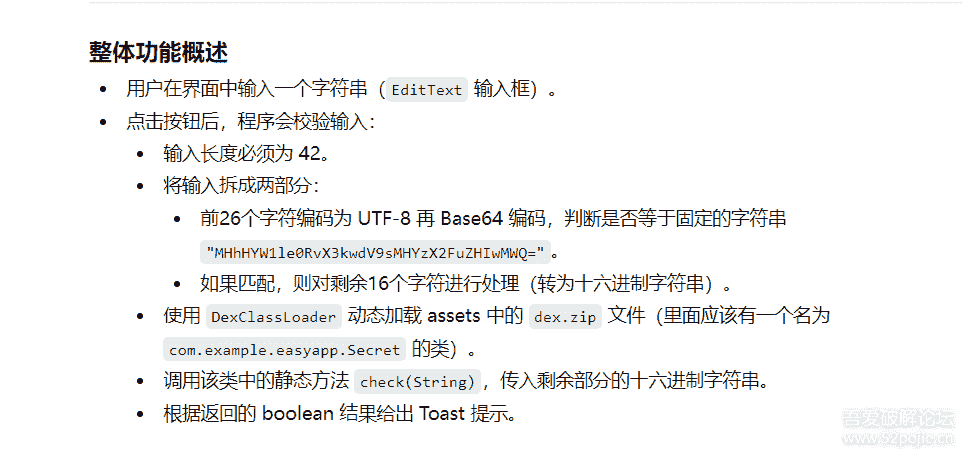 整体功能概述
• 用户在界面中输入一个字符串（EditText 输入框）。
• 点击按钮后，程序会校验输入：
• 输入长度必须为 42。
• 将输入拆成两部分：
• 前26个字符编码为 UTF-8 再 Base64 编码，判断是否等于固定的字符串
"MHhHYW1le0RvX3kwdV9sMHYzX2FuZHIwMWQ="。
• 如果匹配，则对剩余16个字符进行处理（转为十六进制字符串）。
• 使用 DexClassLoader 动态加载 assets 中的 dex.zip 文件（里面应该有一个名为
com.example.easyapp.Secret 的类）。
• 调用该类中的静态方法 check(String)，传入剩余部分的十六进制字符串。
• 根据返回的 boolean 结果给出 Toast 提示。
吾爱破解论坛
www.52pojie.cn